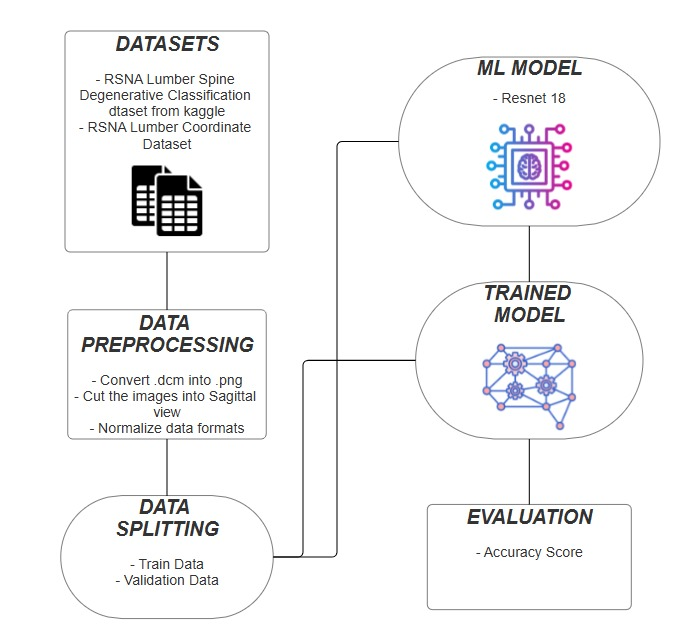 DATASETS
- RSNA Lumber Spine
Degenerative Classification
dtaset from kaggle
- RSNA Lumber Coordinate
Dataset
DATA
PREPROCESSING
- Convert .dcm into .png
- Cut the images into Sagittal
view
- Normalize data formats
DATA
SPLITTING
- Train Data
- Validation Data
ML MODEL
- Resnet 18
TRAINED
MODEL
EVALUATION
- Accuracy Score